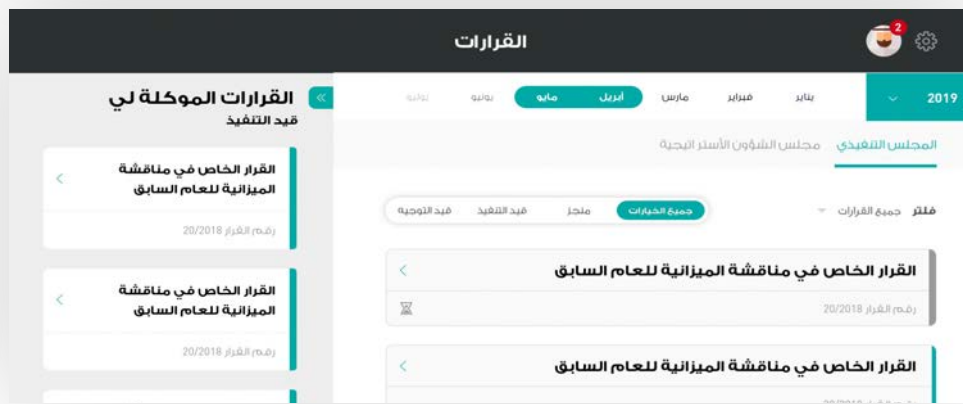 القرارات
2
2019
يناير
فبراير
مارس
أبريل
مايو
يونيو
يوليو
المجلس التنفيذي
مجلس الشؤون الأستراتيجية
فلتر جميع القرارات
جميع الخيارات
منجز
قيد التنفيذ
قيد التوجيه
القرار الخاص في مناقشة الميزانية للعام السابق
رقم القرار 20/2018
القرار الخاص في مناقشة الميزانية للعام السابق
القرارات الموكلة لي
قيد التنفيذ
القرار الخاص في مناقشة
الميزانية للعام السابق
رقم القرار 20/2018
القرار الخاص في مناقشة
الميزانية للعام السابق
رقم القرار 20/2018